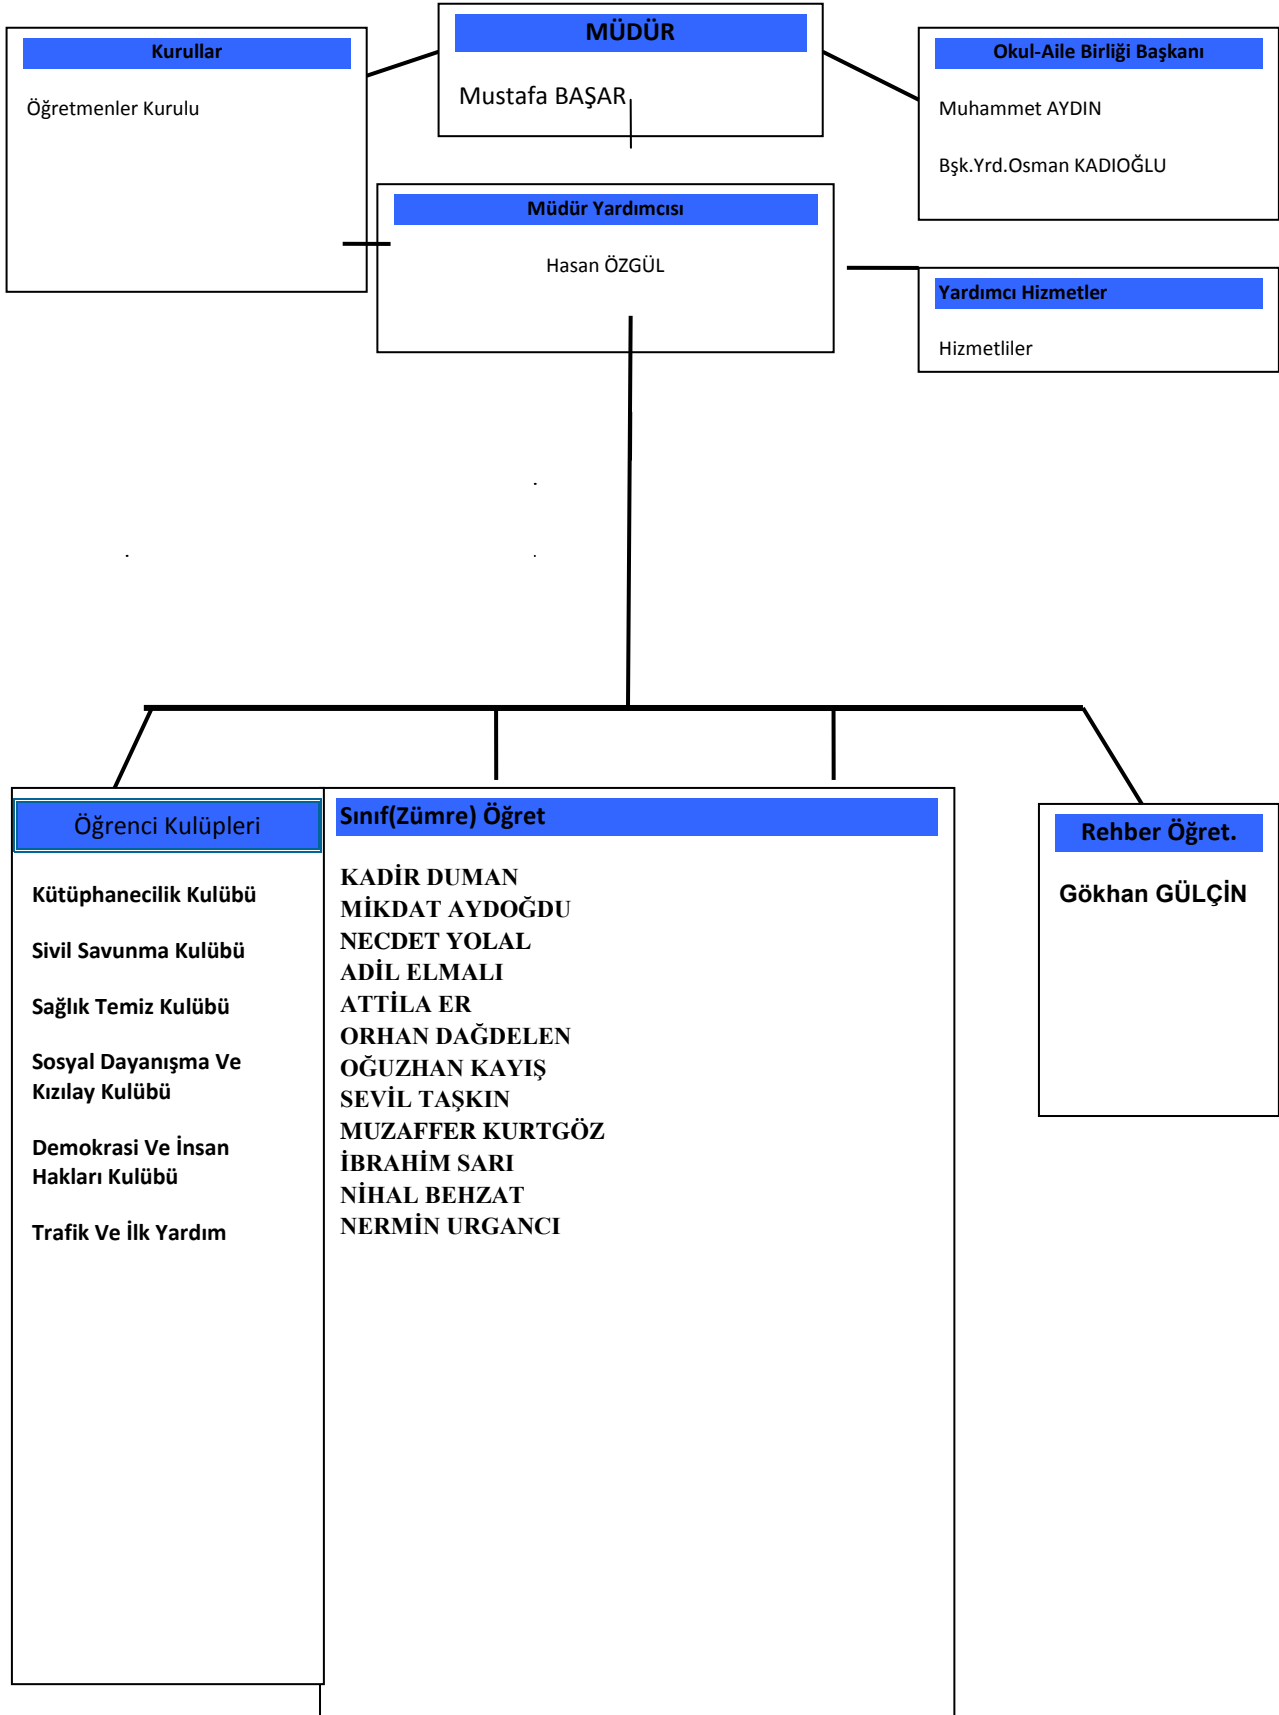 MÜDÜR
Mustafa BAŞAR
Kurullar
Öğretmenler Kurulu
Okul-Aile Birliği Başkanı
Muhammet AYDIN
Bşk.Yrd.Osman KADIOĞLU
Müdür Yardımcısı
Hasan ÖZGÜL
Yardımcı Hizmetler
Hizmetliler
Öğrenci Kulüpleri
Kütüphanecilik Kulübü
Sivil Savunma Kulübü
Sağlık Temiz Kulübü
Sosyal Dayanışma Ve
Kızılay Kulübü
Demokrasi Ve İnsan
Hakları Kulübü
Trafik Ve İlk Yardım
Sınıf(Zümre) Öğret
KADİR DUMAN
MİKDAT AYDOĞDU
NECDET YOLAL
ADİL ELMALI
ATTİLA ER
ORHAN DAĞDELEN
OĞUZHAN KAYIŞ
SEVİL TAŞKIN
MUZAFFER KURTGÖZ
İBRAHİM SARI
NİHAL BEHZAT
NERMİN URGANCI
Rehber Öğret.
Gökhan GÜLÇİN